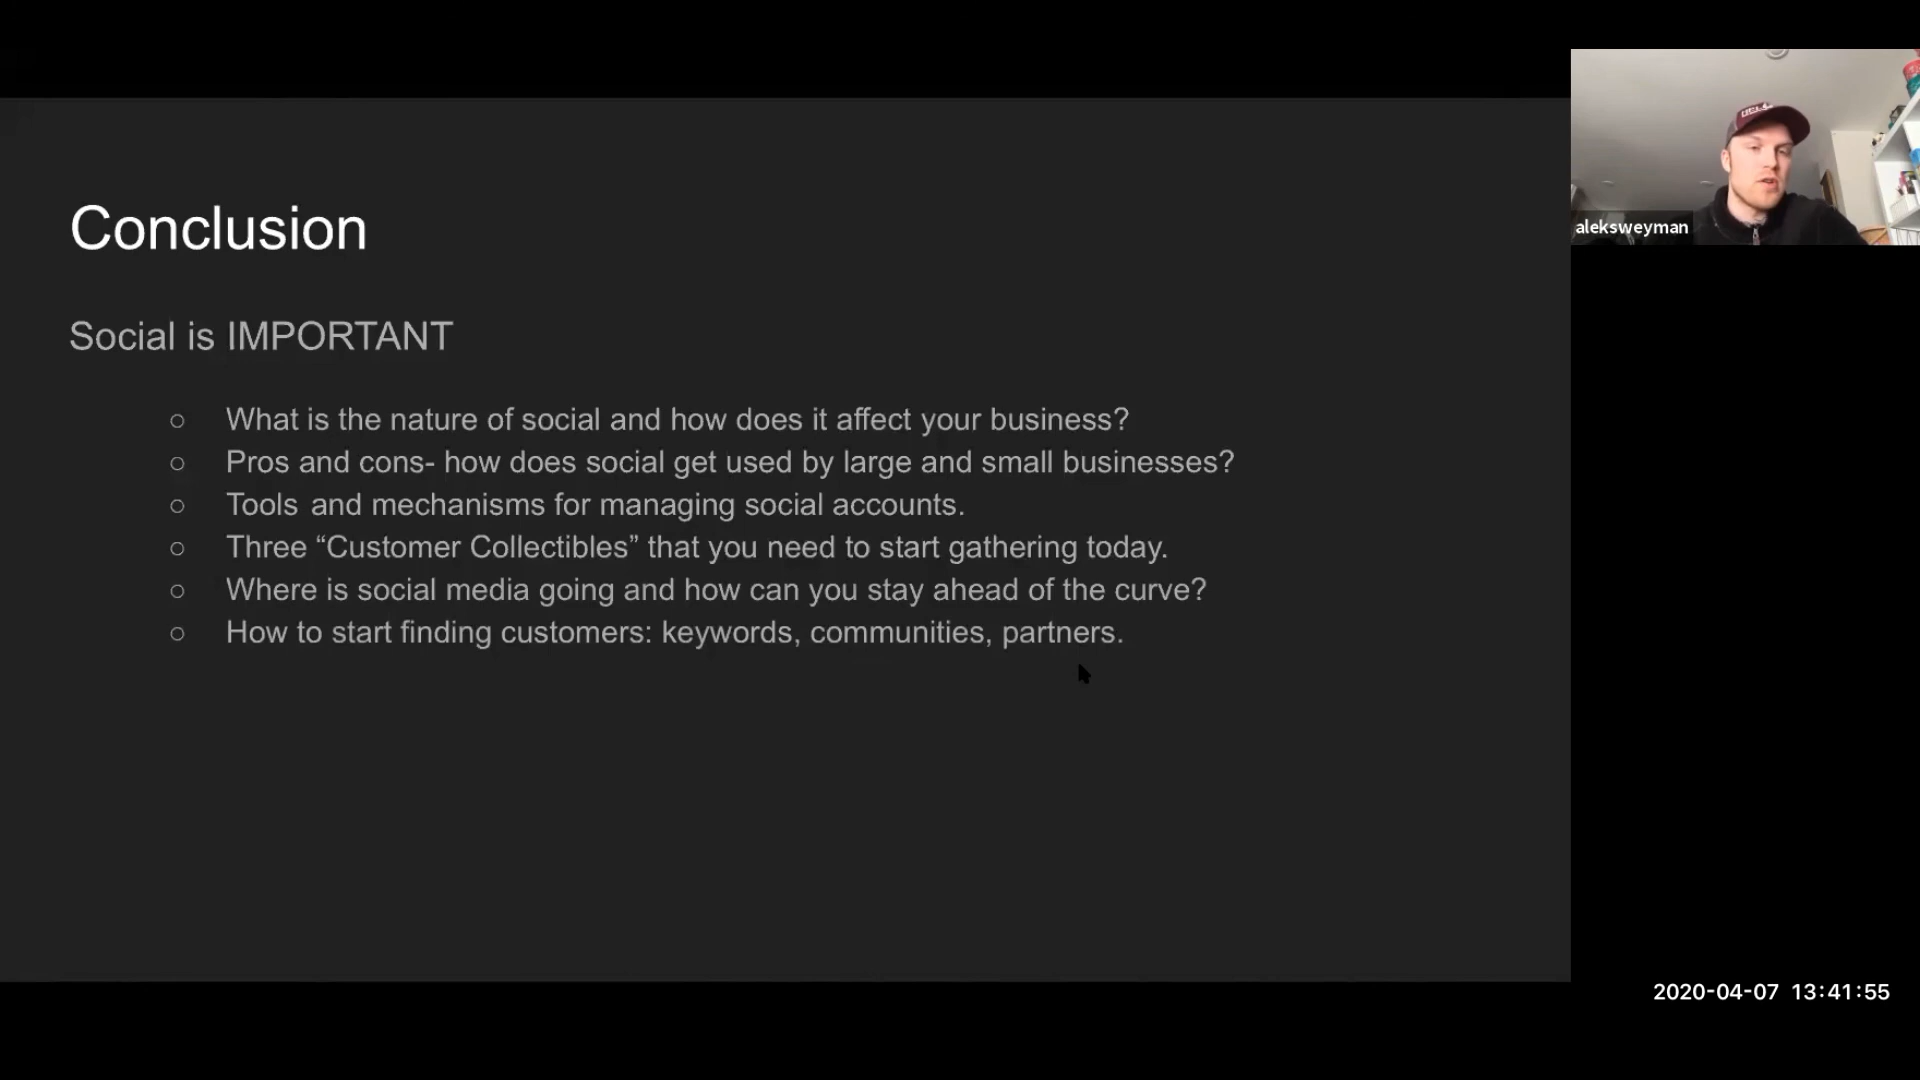 Conclusion
Social is IMPORTANT
What is the nature of social and how does it affect your business?
Pros and cons- how does social get used by large and small businesses?
Tools and mechanisms for managing social accounts.
Three “Customer Collectibles” that you need to start gathering today.
Where is social media going and how can you stay ahead of the curve?
How to start finding customers: keywords, communities, partners.
aleksweyman
2020-04-07 13:41:55